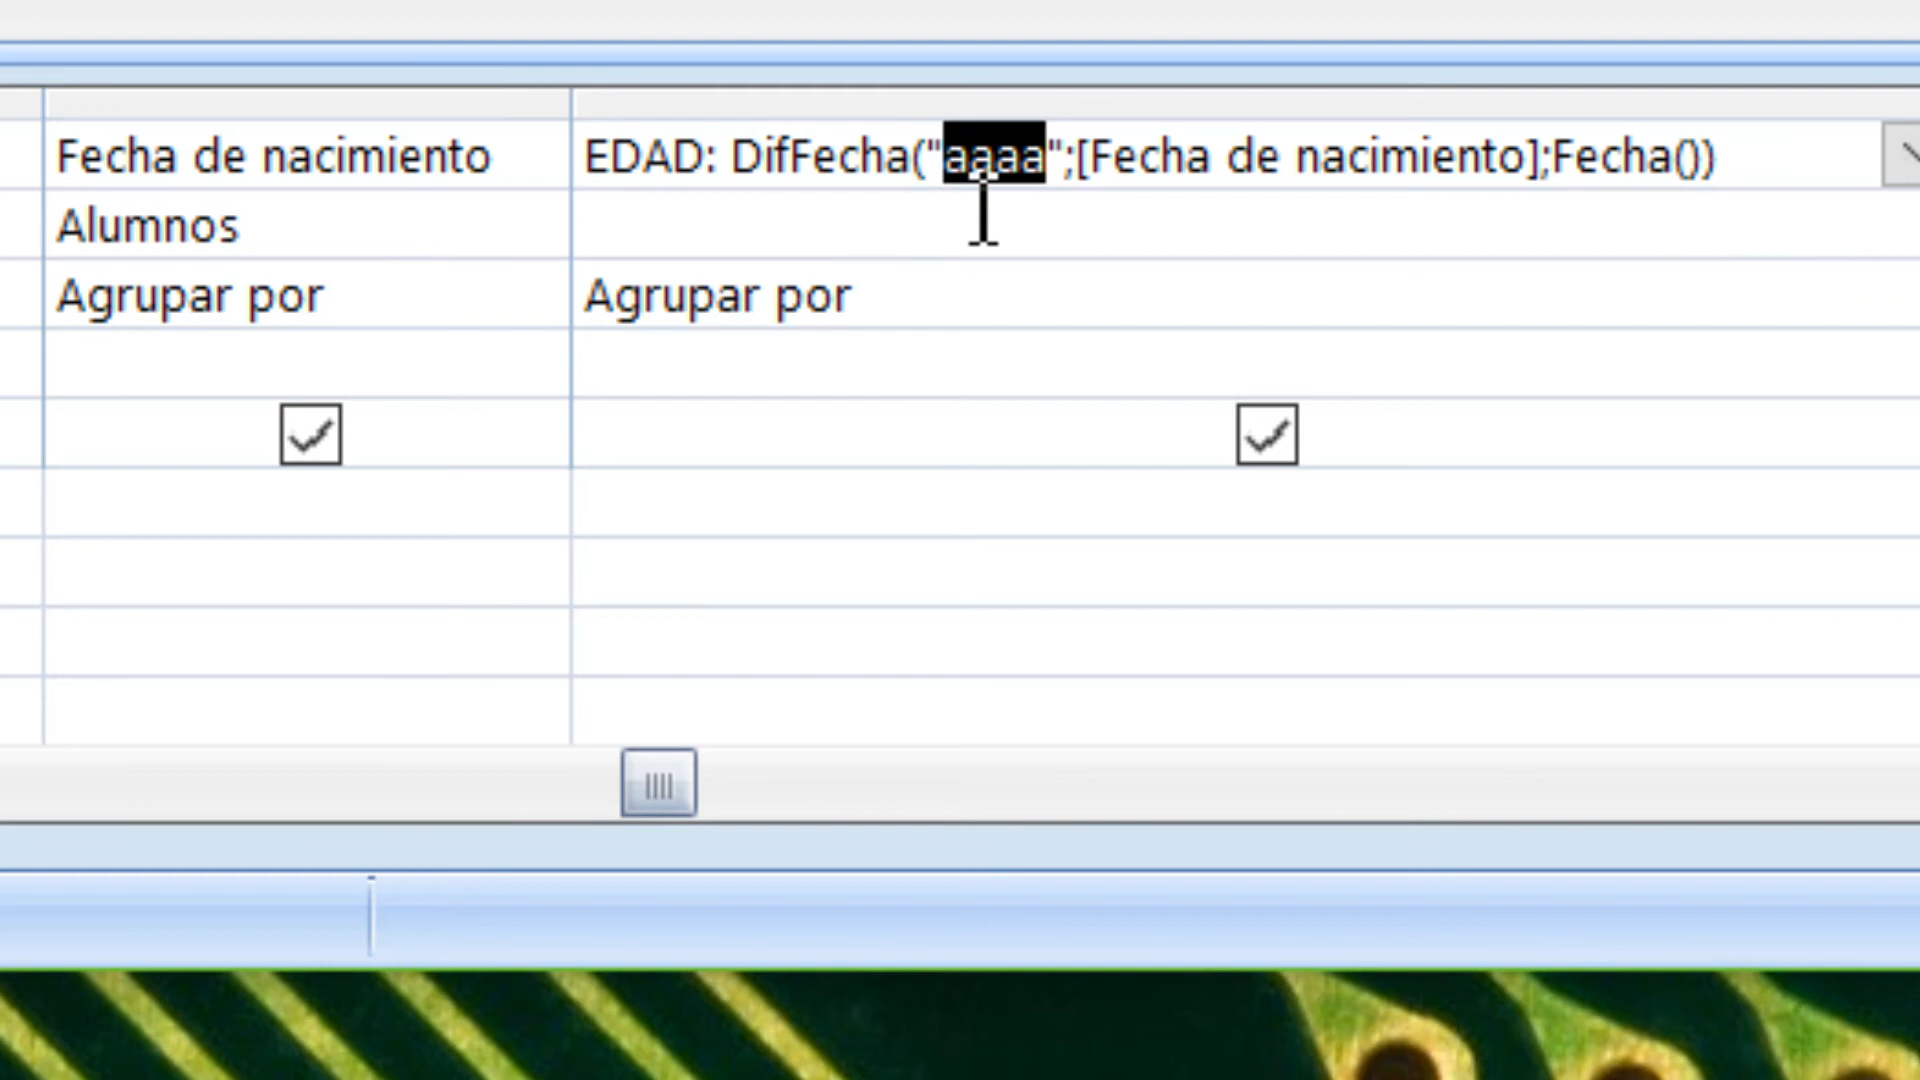 Fecha de nacimiento EDAD: DifFecha("aaaa";[Fecha de nacimiento];Fecha())
Alumnos
Agrupar por Agrupar por